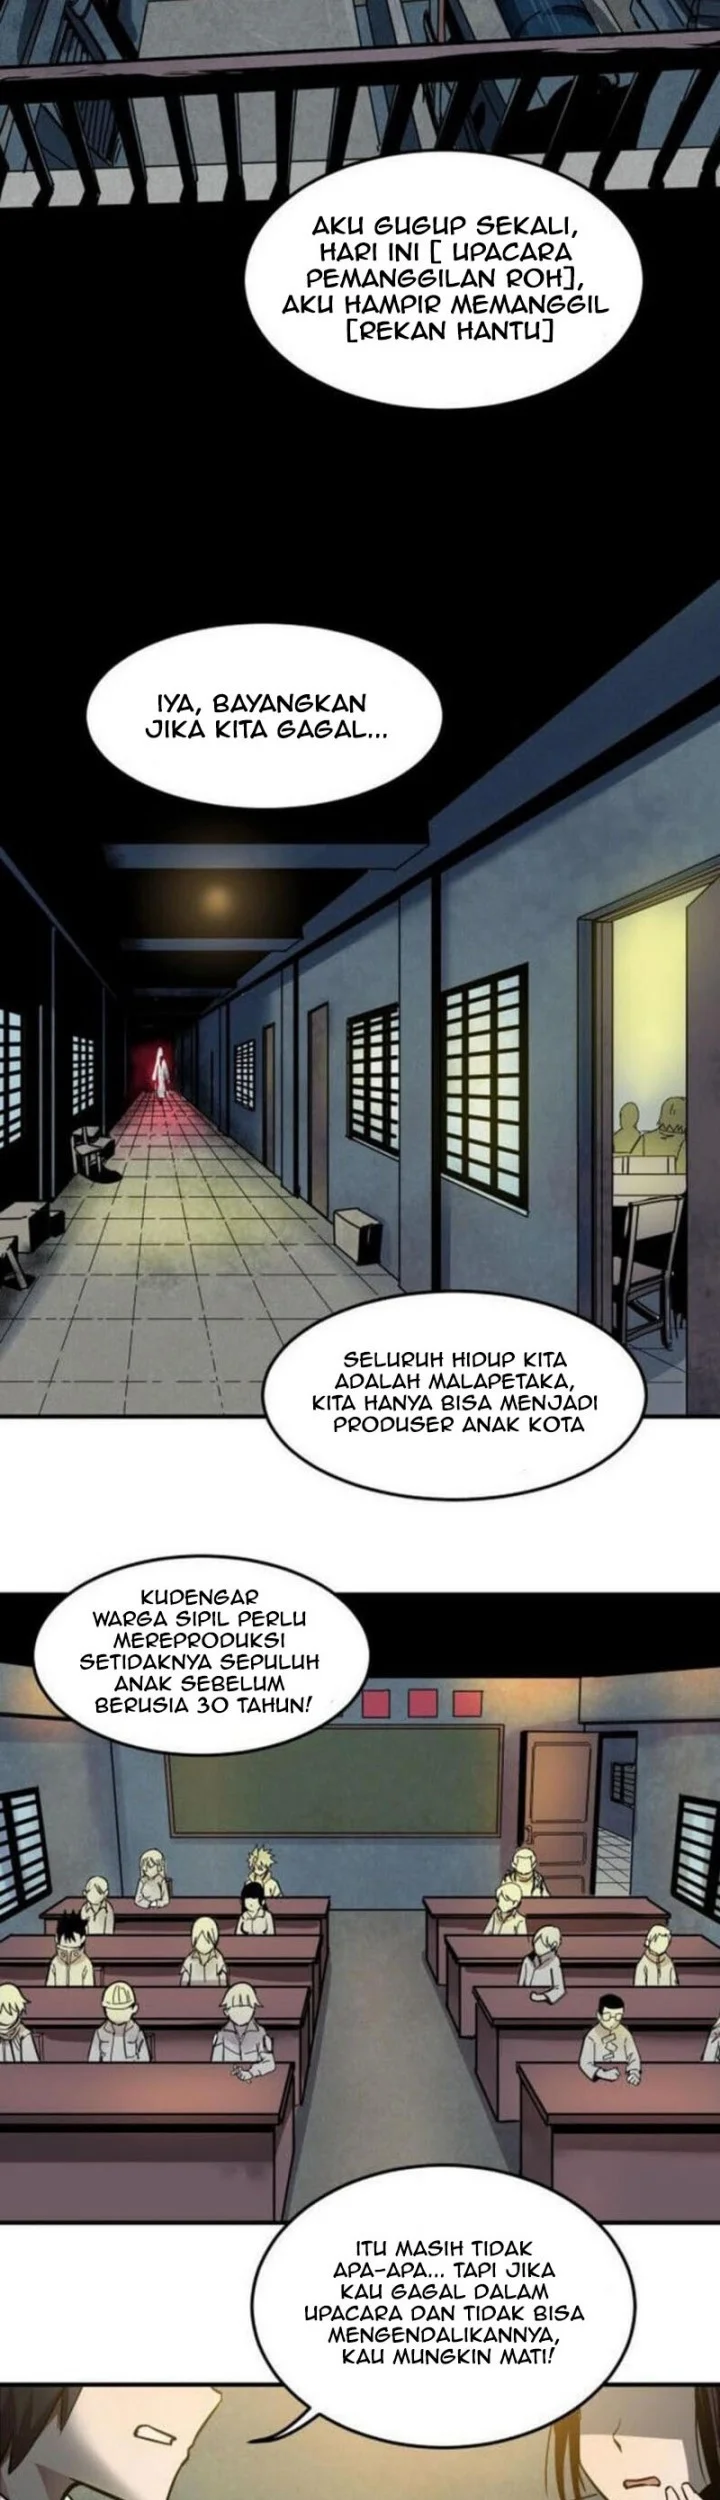 AKU GUGUP SEKALI,
HARI INI [ UPACARA
PEMANGGILAN ROH],
AKU HAMPIR MEMANGGIL
[REKAN HANTU]
IYA, BAYANGKAN
JIKA KITA GAGAL...
SELURUH HIDUP KITA
ADALAH MALAPETAKA,
KITA HANYA BISA MENJADI
PRODUSER ANAK KOTA
KUDENGAR
WARGA SIPIL PERLU
MEREPRODUKSI
SETIDAKNYA SEPULUH
ANAK SEBELUM
BERUSIA 30 TAHUN!
ITU MASIH TIDAK
APA-APA... TAPI JIKA
KAU GAGAL DALAM
UPACARA DAN TIDAK BISA
MENGENDALIKANNYA,
KAU MUNGKIN MATI!